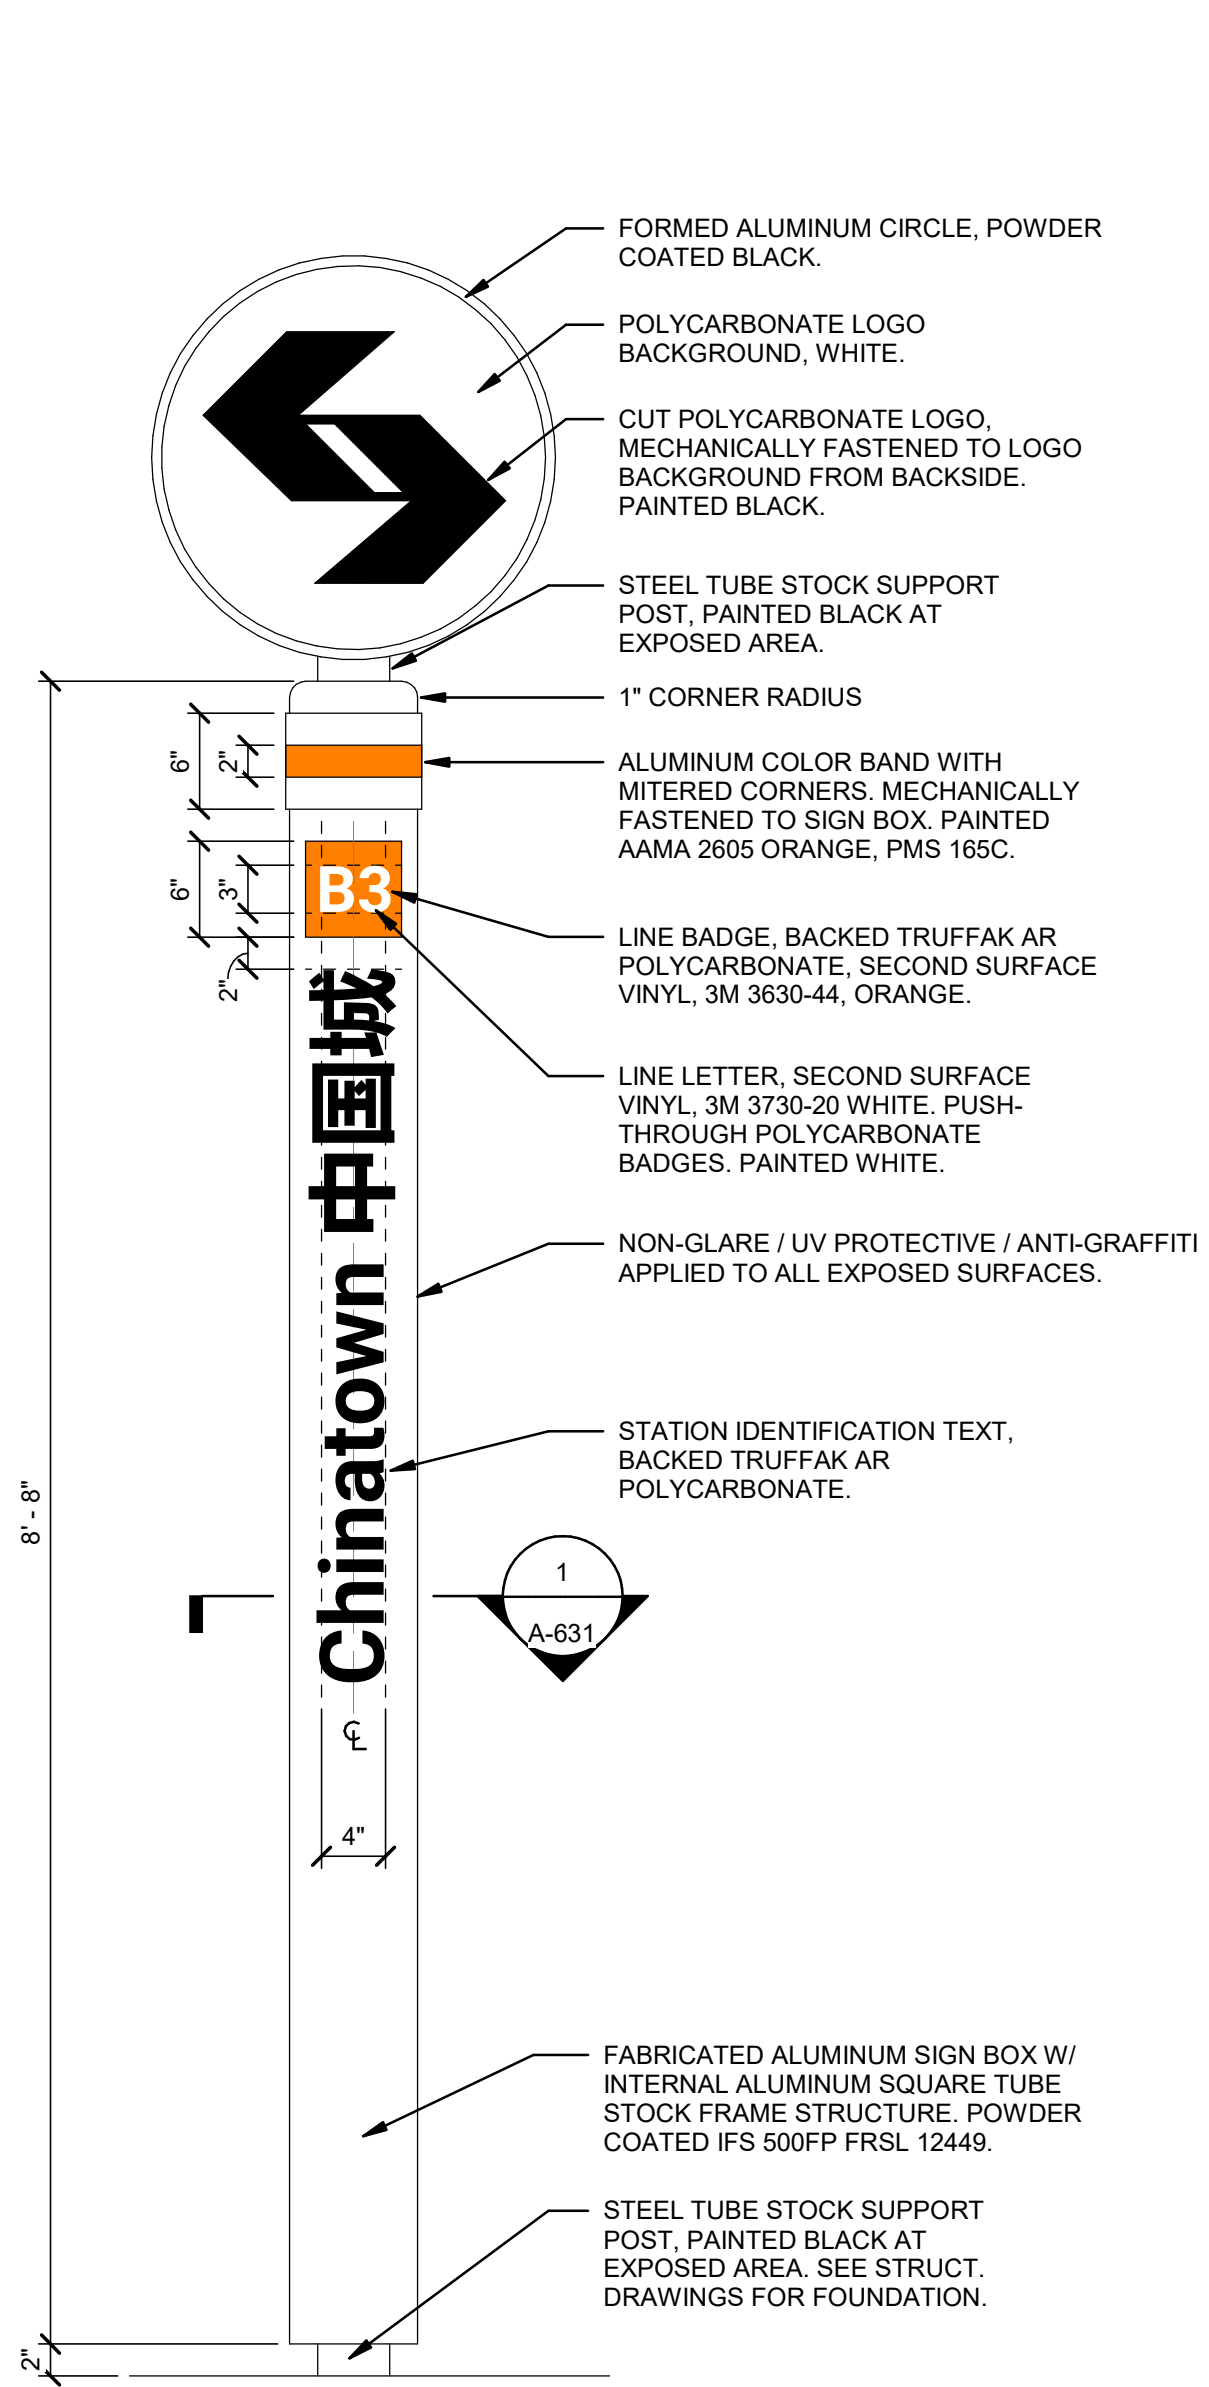 FORMED ALUMINUM CIRCLE, POWDER
COATED BLACK.
POLYCARBONATE LOGO
BACKGROUND, WHITE.
CUT POLYCARBONATE LOGO,
MECHANICALLY FASTENED TO LOGO
BACKGROUND FROM BACKSIDE.
PAINTED BLACK.
STEEL TUBE STOCK SUPPORT
POST, PAINTED BLACK AT
EXPOSED AREA.
1" CORNER RADIUS
6"
2"
ALUMINUM COLOR BAND WITH
MITERED CORNERS. MECHANICALLY
FASTENED TO SIGN BOX. PAINTED
AAMA 2605 ORANGE, PMS 165C.
6"
3"
B3
2"
LINE BADGE, BACKED TRUFFAK AR
POLYCARBONATE, SECOND SURFACE
VINYL, 3M 3630-44, ORANGE.
LINE LETTER, SECOND SURFACE
VINYL, 3M 3730-20 WHITE. PUSH-
THROUGH POLYCARBONATE
BADGES. PAINTED WHITE.
Chinatown 中国城
NON-GLARE / UV PROTECTIVE / ANTI-GRAFFITI
APPLIED TO ALL EXPOSED SURFACES.
STATION IDENTIFICATION TEXT,
BACKED TRUFFAK AR
POLYCARBONATE.
8' - 8"
1
A-631
℄
4"
FABRICATED ALUMINUM SIGN BOX W/
INTERNAL ALUMINUM SQUARE TUBE
STOCK FRAME STRUCTURE. POWDER
COATED IFS 500FP FRSL 12449.
STEEL TUBE STOCK SUPPORT
POST, PAINTED BLACK AT
EXPOSED AREA. SEE STRUCT.
DRAWINGS FOR FOUNDATION.
2"